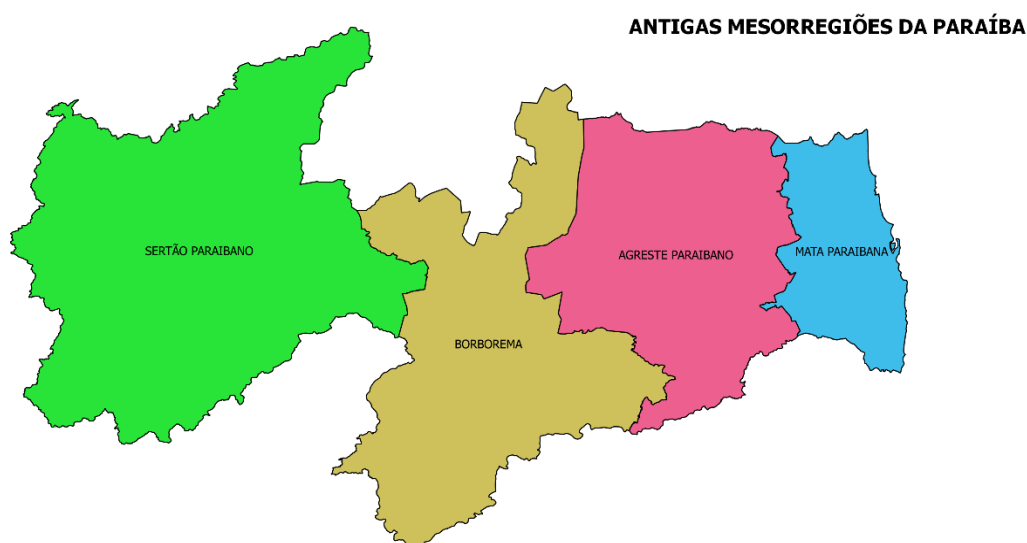 ANTIGAS MESORREGIÕES DA PARAÍBA
SERTÃO PARAIBANO
AGRESTE PARAIBANO
MATA PARAIBANA
BORBOREMA